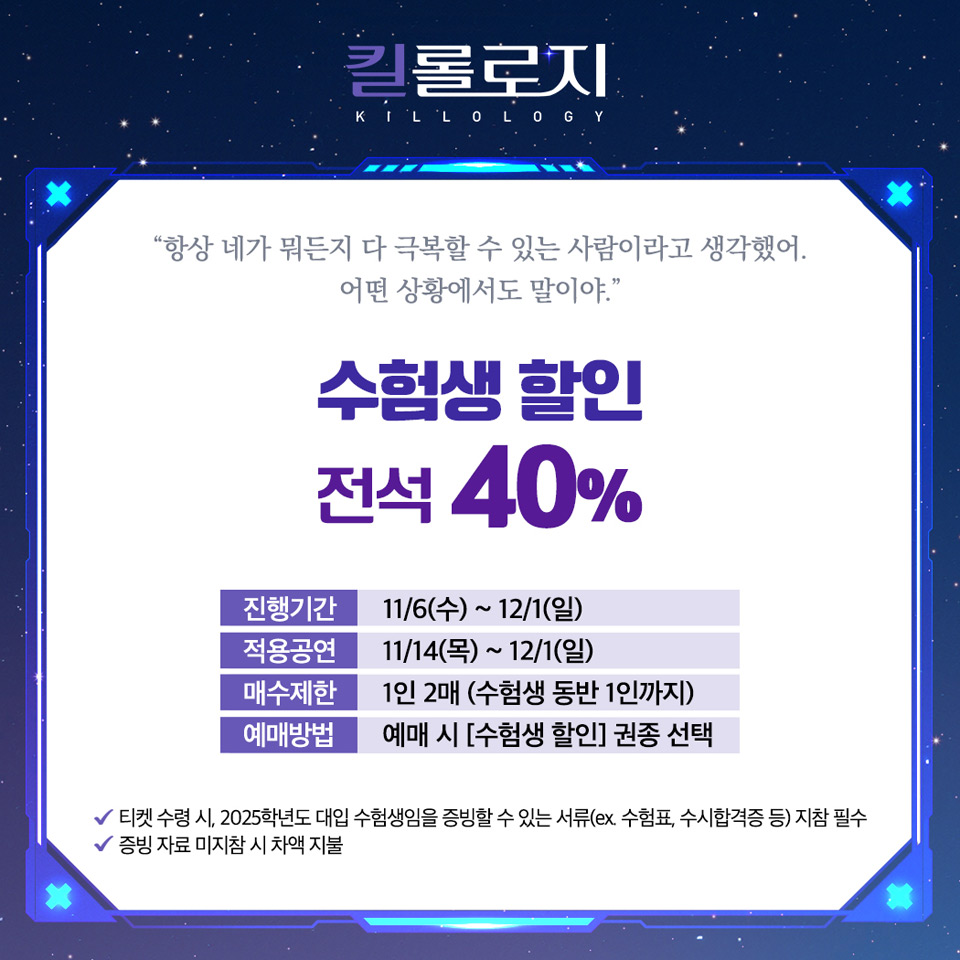 킬롤로지
KILLOLOGY
“항상 네가 뭐든지 다 극복할 수 있는 사람이라고 생각했어.
어떤 상황에서도 말이야.”
수험생 할인
전석 40%
진행기간 11/6(수) ~ 12/1(일)
적용공연 11/14(목) ~ 12/1(일)
매수제한 1인 2매 (수험생 동반 1인까지)
예매방법 예매 시 [수험생 할인] 권종 선택
✓ 티켓 수령 시, 2025학년도 대입 수험생임을 증빙할 수 있는 서류(ex. 수험표, 수시합격증 등) 지참 필수
✓ 증빙 자료 미지참 시 차액 지불